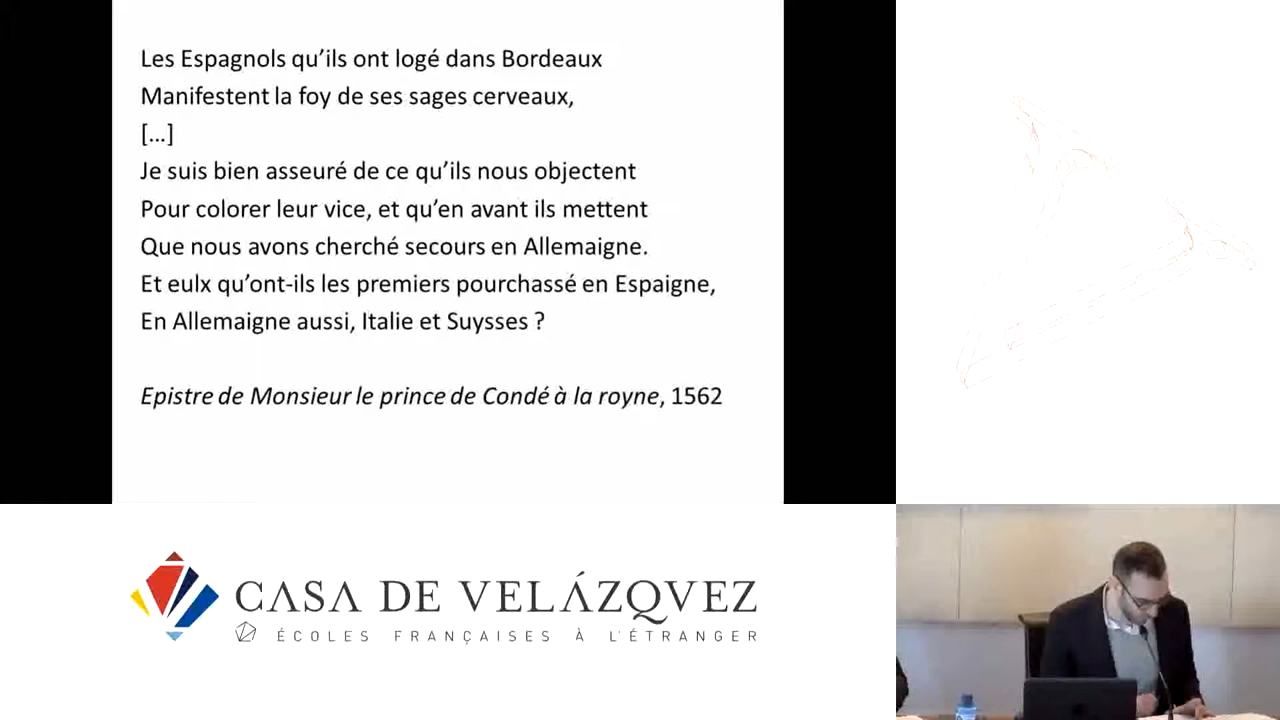 Les Espagnols qu’ils ont logé dans Bordeaux
Manifestent la foy de ses sages cerveaux,
[…]
Je suis bien asseuré de ce qu’ils nous objectent
Pour colorer leur vice, et qu’en avant ils mettent
Que nous avons cherché secours en Allemaigne.
Et eulx qu’ont-ils les premiers pourchassé en Espaigne,
En Allemaigne aussi, Italie et Suysses ?
Epistre de Monsieur le prince de Condé à la royne, 1562
CASA DE VELÁZQVEZ
ÉCOLES FRANÇAISES À L'ÉTRANGER